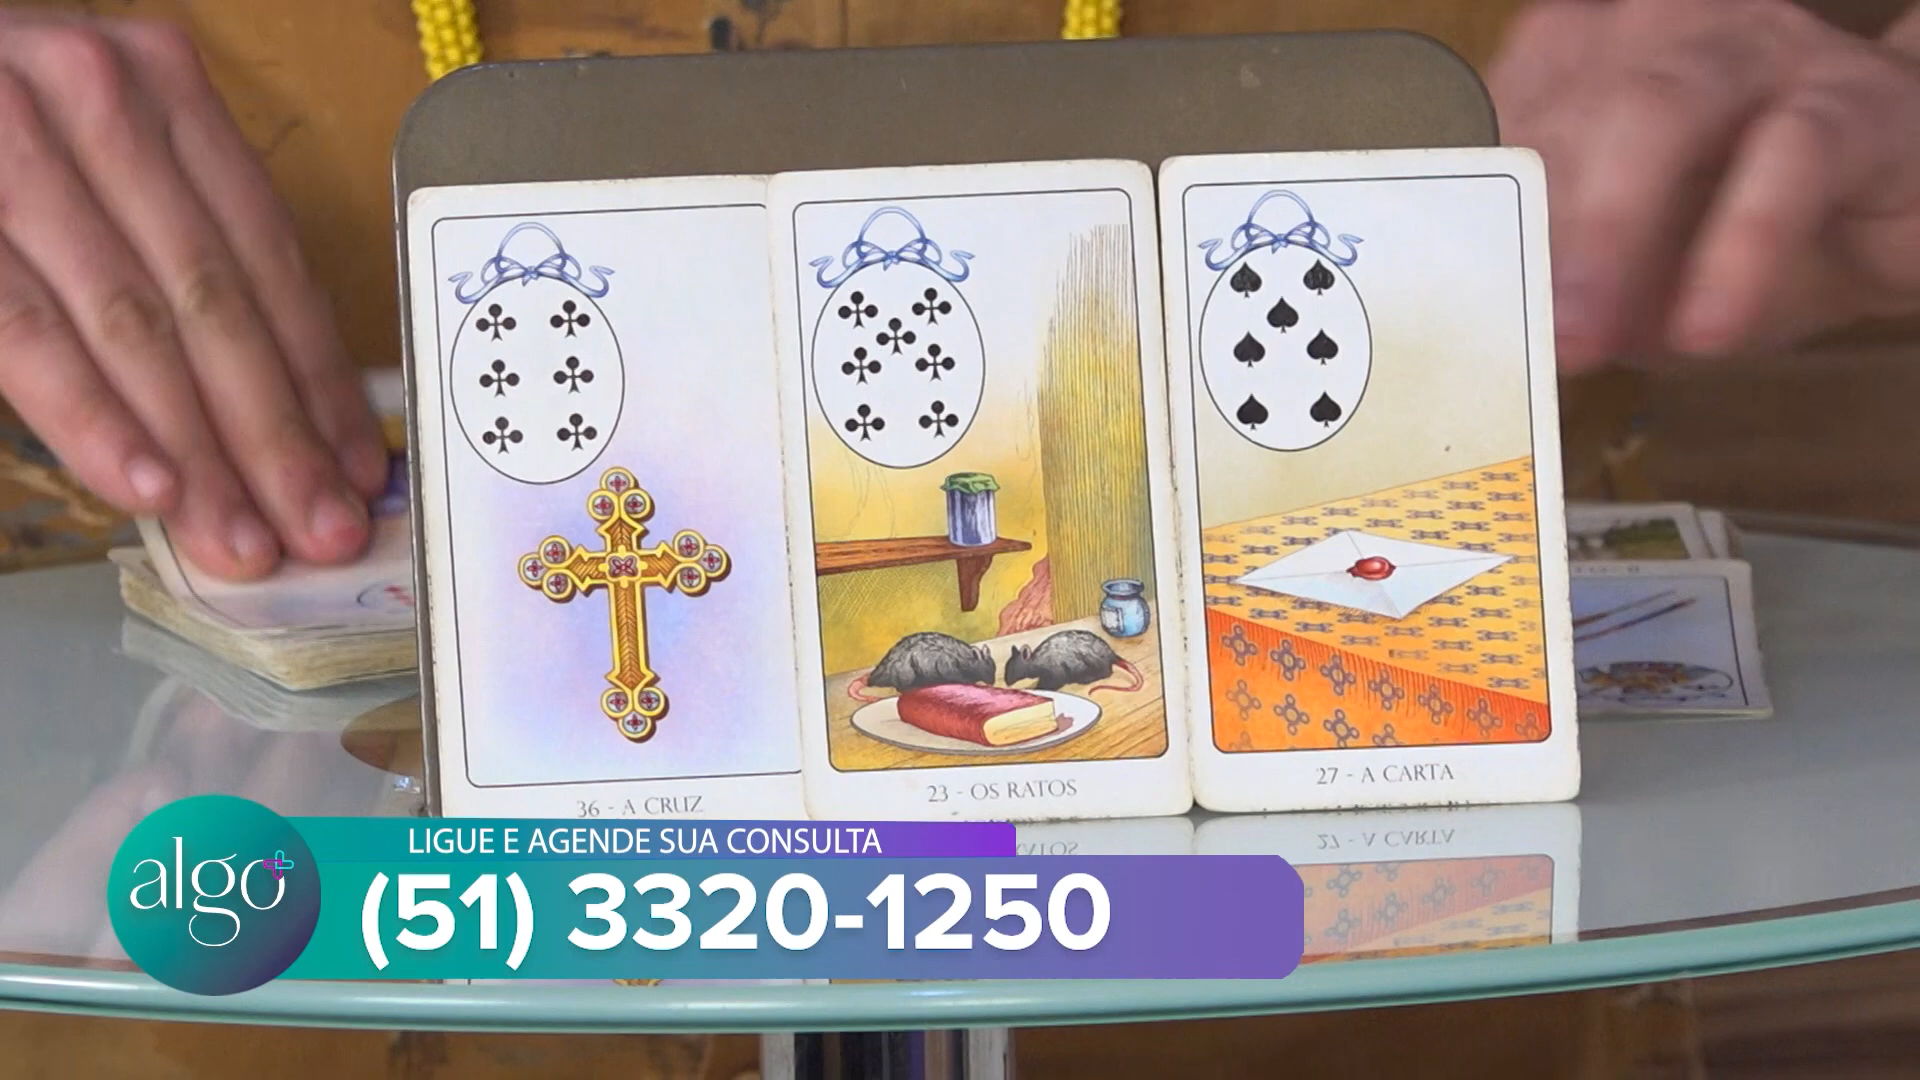 36 - A CRUZ
23 - OS RATOS
27 - A CARTA
LIGUE E AGENDE SUA CONSULTA
algo+
(51) 3320-1250